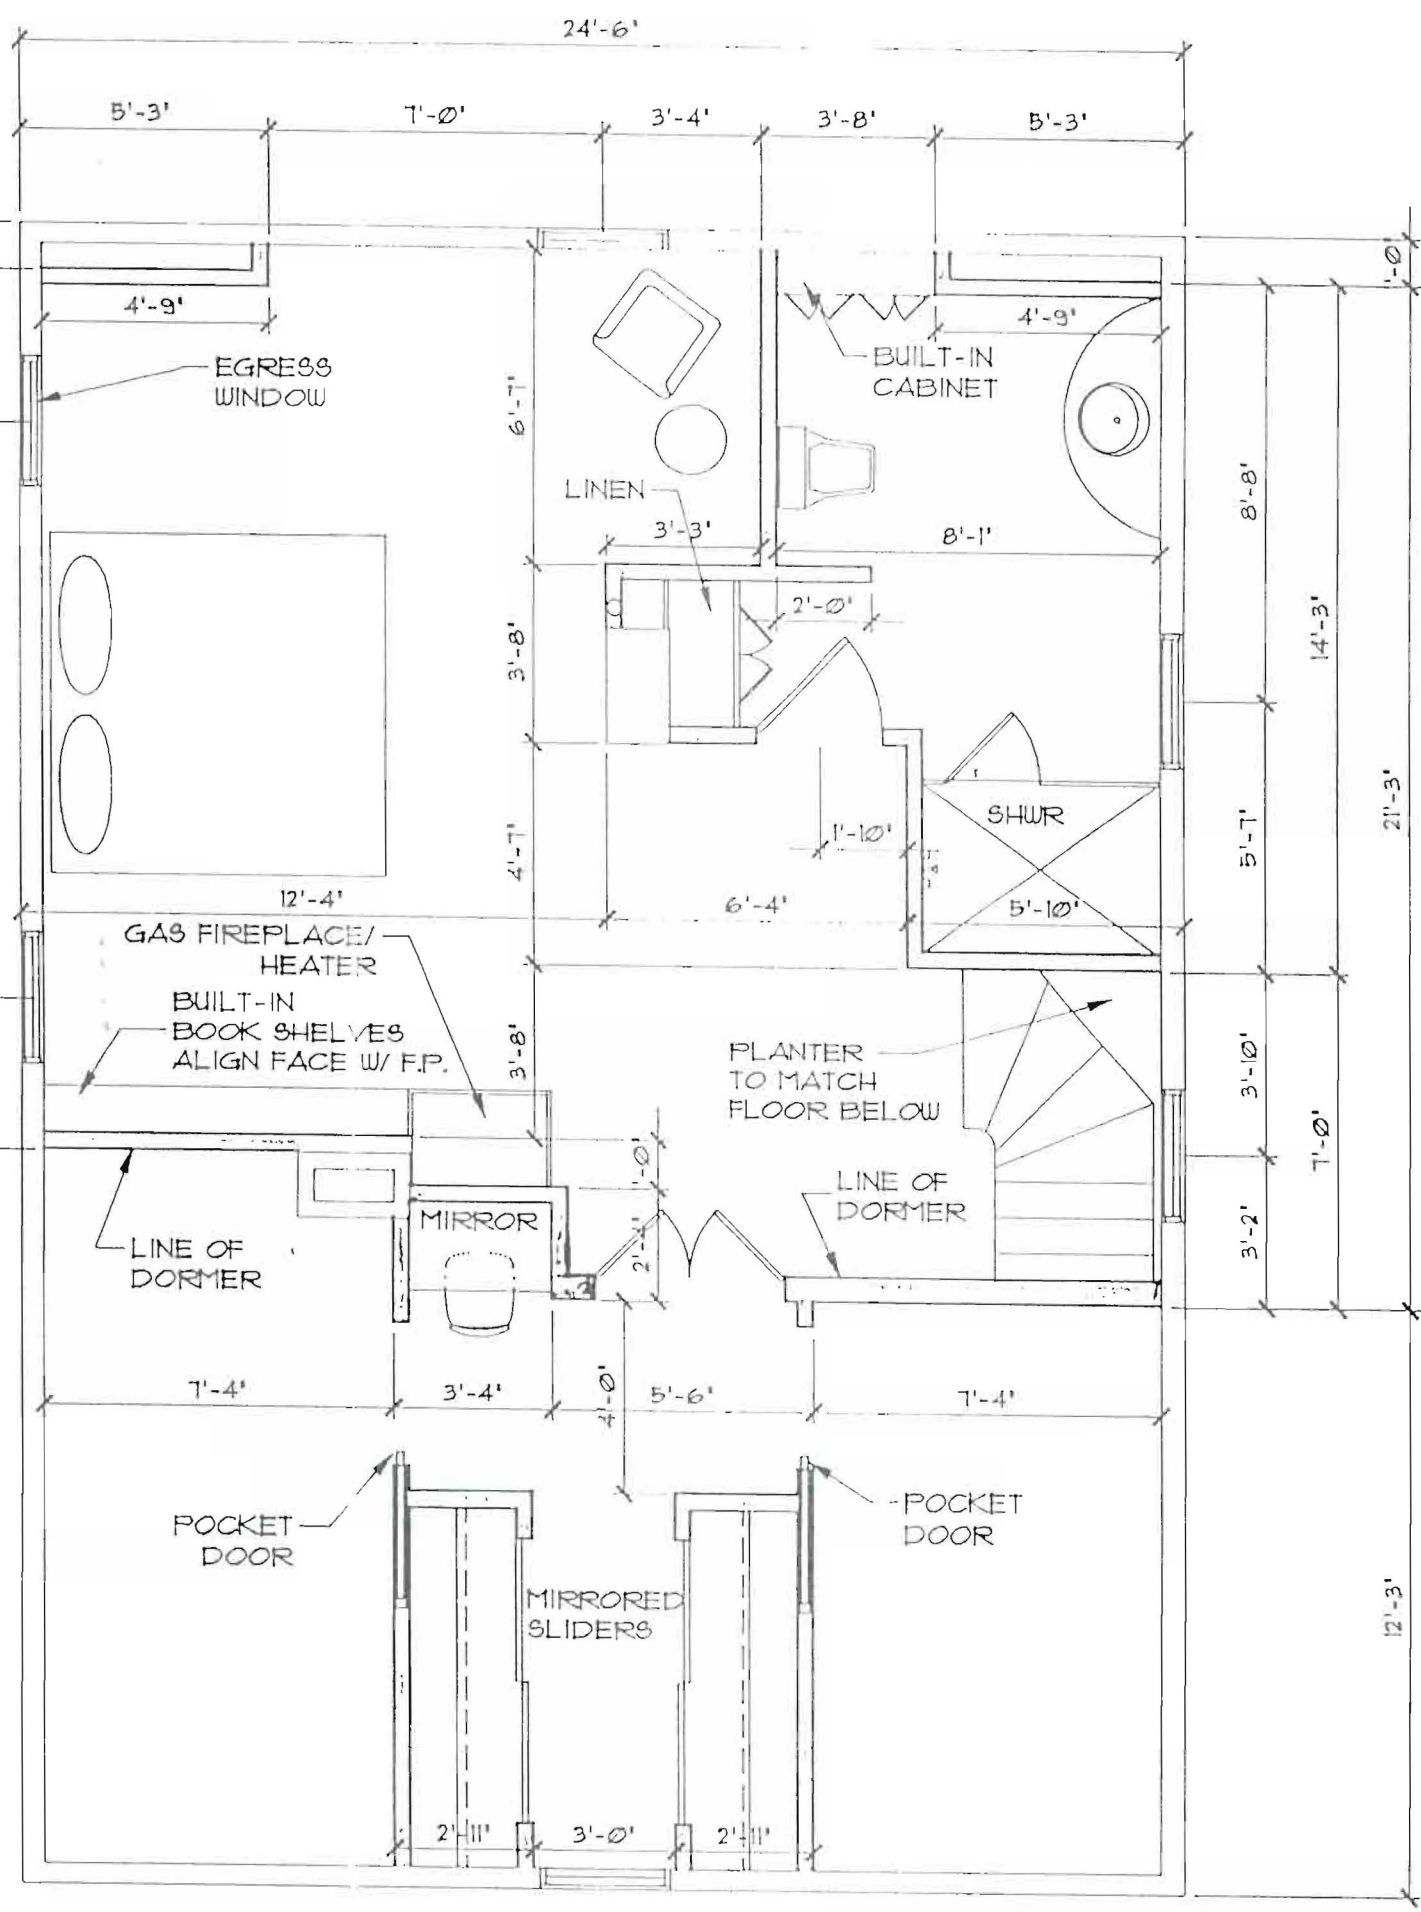 24'-6'
5'-3'
7'-0'
3'-4'
3'-8'
5'-3'
1'-0'
4'-9'
4'-9'
EGRESS
WINDOW
BUILT-IN
CABINET
6'-7'
LINEN
8'-8'
3'-3'
8'-1'
2'-0'
3'-8'
14'-3'
21'-3'
SHWR
1'-10'
4'-7'
5'-7'
12'-4'
6'-4'
5'-10'
GAS FIREPLACE/
HEATER
BUILT-IN
BOOK SHELVES
ALIGN FACE W/ F.P.
3'-8'
PLANTER
TO MATCH
FLOOR BELOW
3'-10'
7'-0'
1'-0'
LINE OF
DORMER
MIRROR
3'-2'
LINE OF
DORMER
7'-4'
3'-4'
4'-0'
5'-6'
7'-4'
POCKET
DOOR
POCKET
DOOR
MIRRORED
SLIDERS
12'-3'
2'-11'
3'-0'
2'-11'